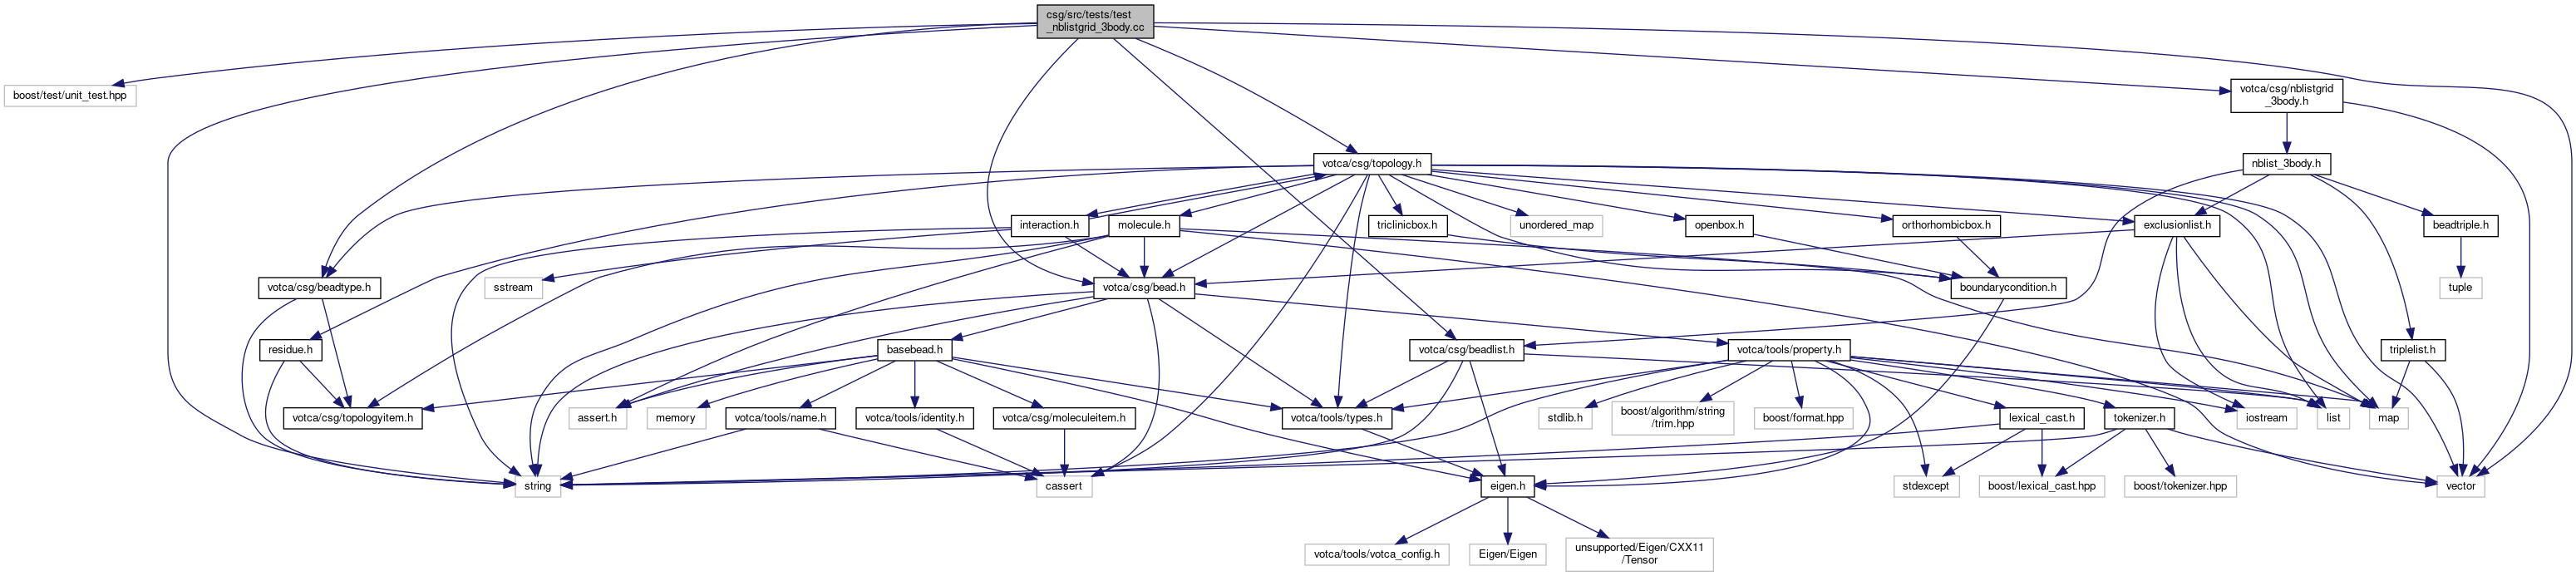 csg/src/tests/test
_nblistgrid_3body.cc
boost/test/unit_test.hpp
votca/csg/nblistgrid
_3body.h
votca/csg/topology.h
nblist_3body.h
interaction.h
molecule.h
triclinicbox.h
unordered_map
openbox.h
orthorhombicbox.h
exclusionlist.h
beadtriple.h
votca/csg/beadtype.h
sstream
votca/csg/bead.h
boundarycondition.h
tuple
residue.h
basebead.h
votca/csg/beadlist.h
votca/tools/property.h
triplelist.h
votca/csg/topologyitem.h
assert.h
memory
votca/tools/name.h
votca/tools/identity.h
votca/csg/moleculeitem.h
votca/tools/types.h
stdlib.h
boost/algorithm/string
/trim.hpp
boost/format.hpp
lexical_cast.h
tokenizer.h
iostream
list
map
string
cassert
eigen.h
stdexcept
boost/lexical_cast.hpp
boost/tokenizer.hpp
vector
votca/tools/votca_config.h
Eigen/Eigen
unsupported/Eigen/CXX11
/Tensor